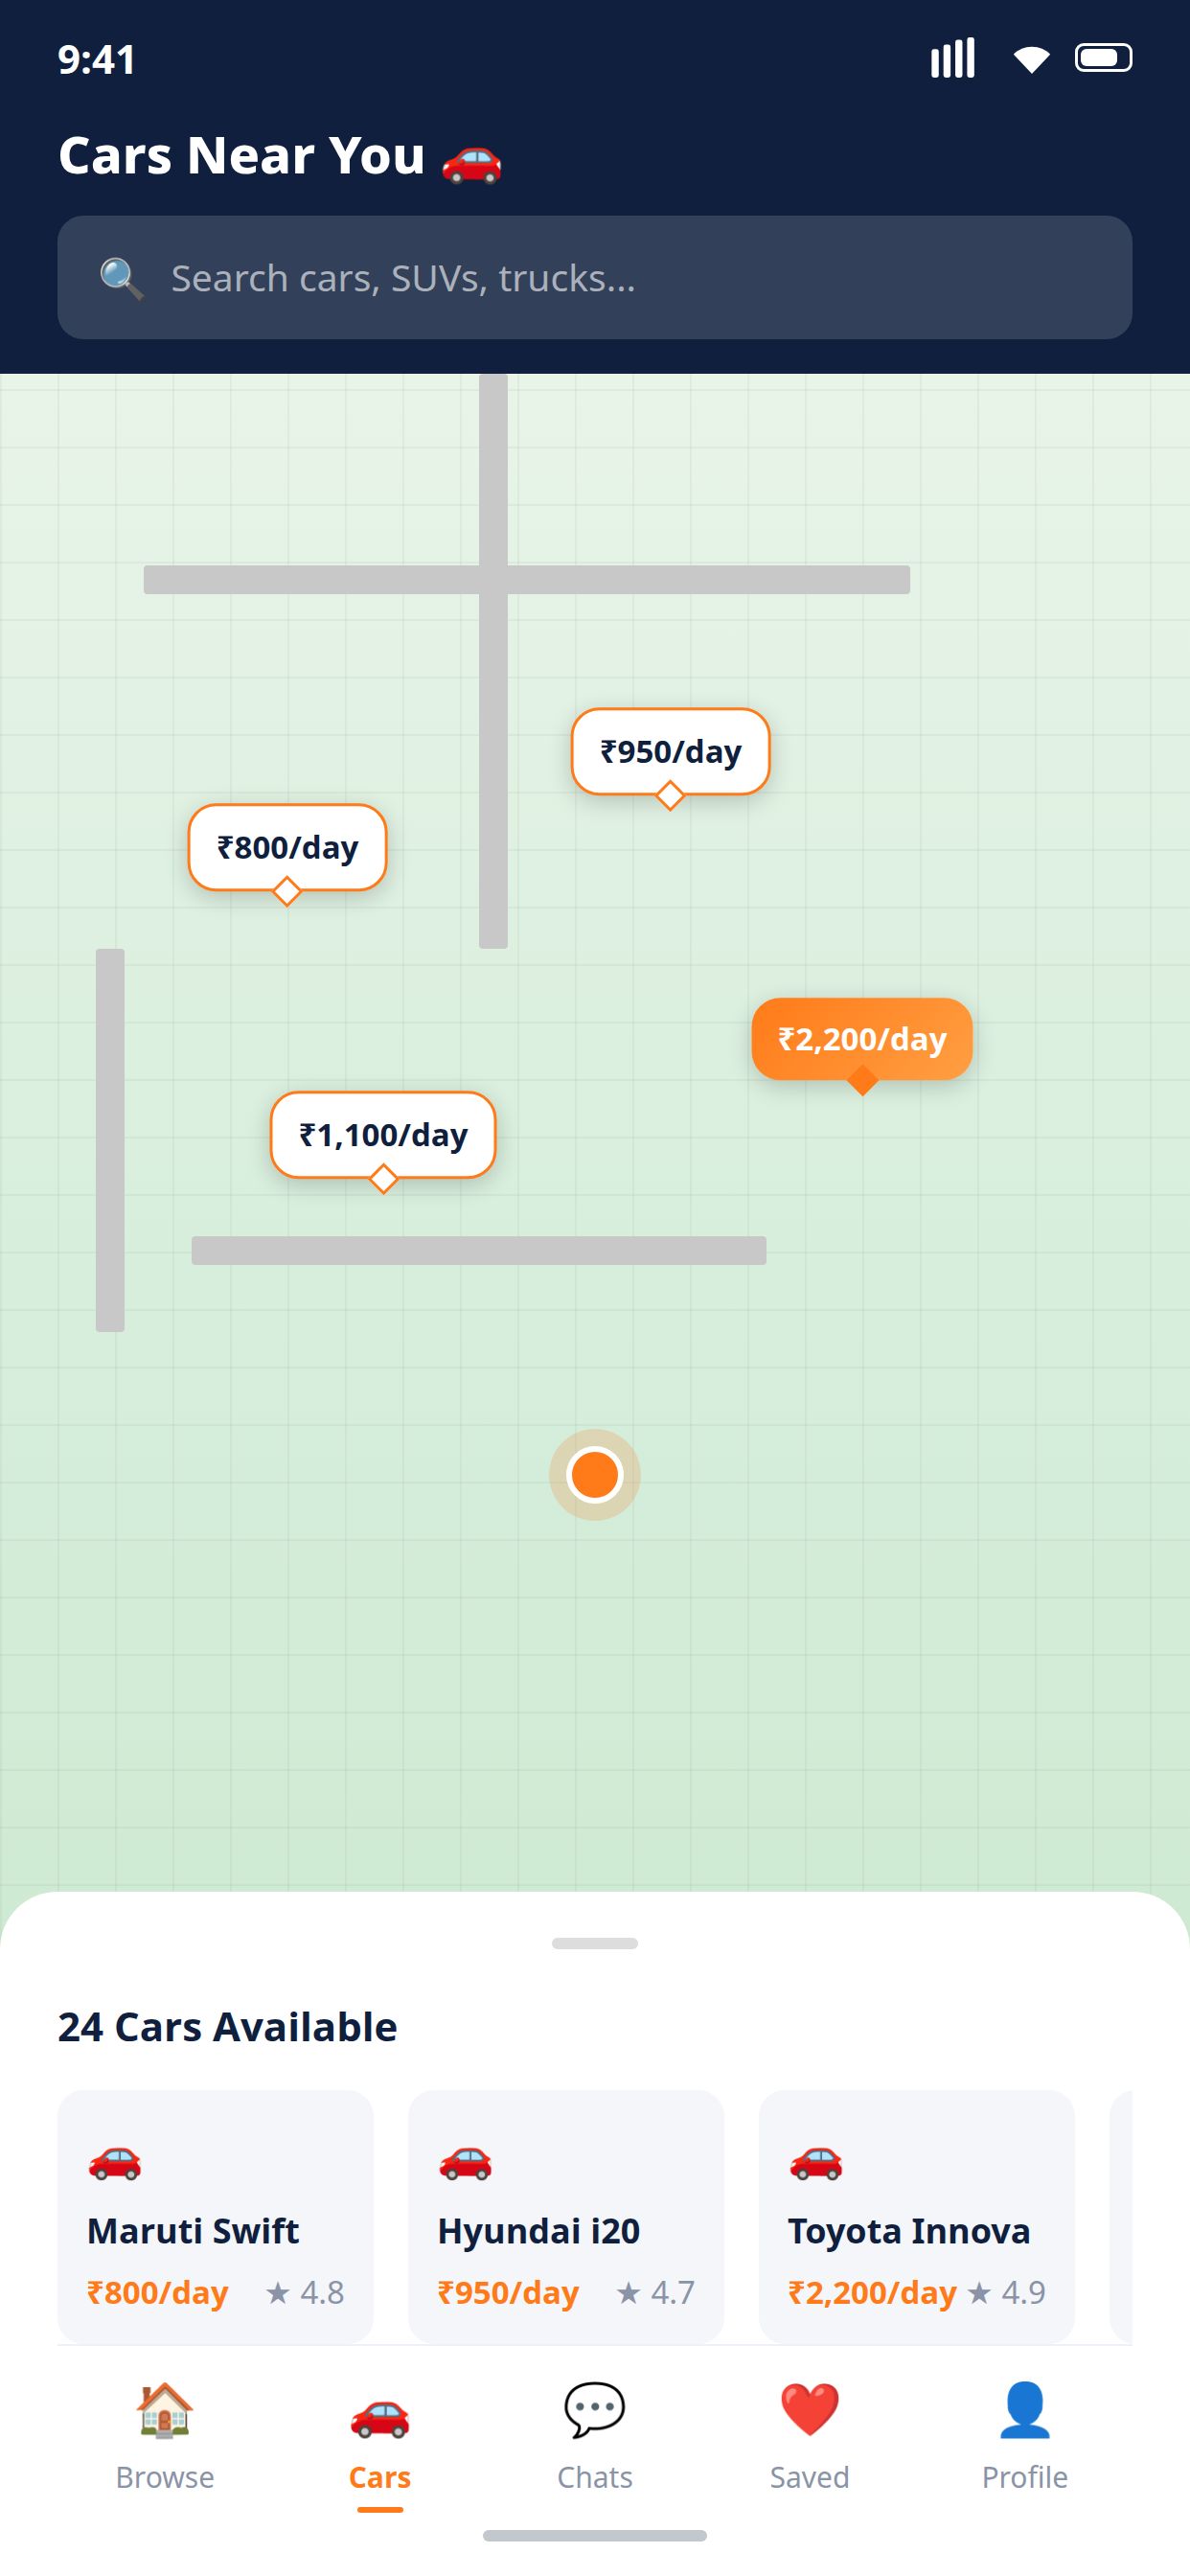 9:41
Cars Near You 🚗
🔍 Search cars, SUVs, trucks...
₹950/day
₹800/day
₹2,200/day
₹1,100/day
24 Cars Available
Maruti Swift
₹800/day ★ 4.8
Hyundai i20
₹950/day ★ 4.7
Toyota Innova
₹2,200/day ★ 4.9
Browse
Cars
Chats
Saved
Profile